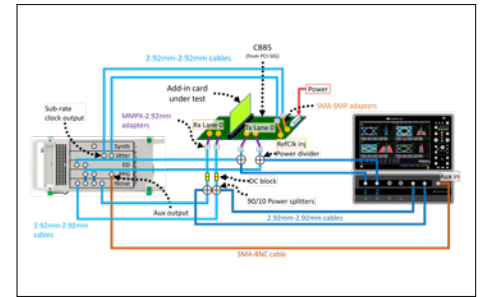 CBB5
(from PCI-SIG)
2.92mm-2.92mm cables
Add-in card
under test
Power
Sub-rate
clock output
MMPX-2.92mm
adapters
Rx Lane 0
Tx Lane 0
SMA-SMP adapters
RefClk inj
Power divider
Synth
Jitter
ED
PPG
Noise
DC block
Aux in
Aux output
90/10 Power splitters
2.92mm-2.92mm
cables
2.92mm-2.92mm cables
SMA-BNC cable